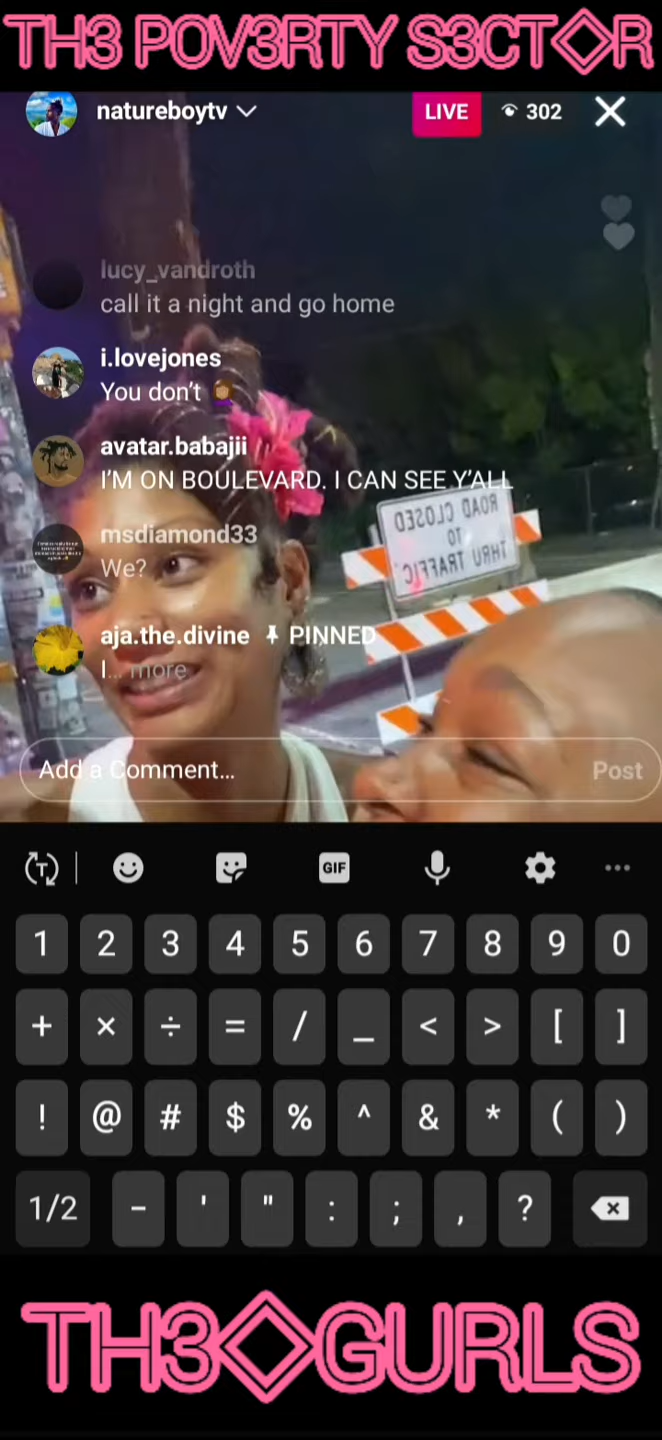 TH3 POV3RTY S3CT◇R
natureboytv
LIVE
302
lucy_vandroth
call it a night and go home
i.lovejones
You don't 🤷🏾‍♀️
avatar.babajii
I'M ON BOULEVARD. I CAN SEE Y'ALL
ROAD CLOSED
TO
THRU TRAFFIC
msdiamond33
We?
aja.the.divine PINNED
I... more
Add a Comment...
Post
GIF
1 2 3 4 5 6 7 8 9 0
+ × ÷ = / _ < > [ ]
! @ # $ % ^ & * ( )
1/2 - ' " : ; , ?
TH3◇GURLS